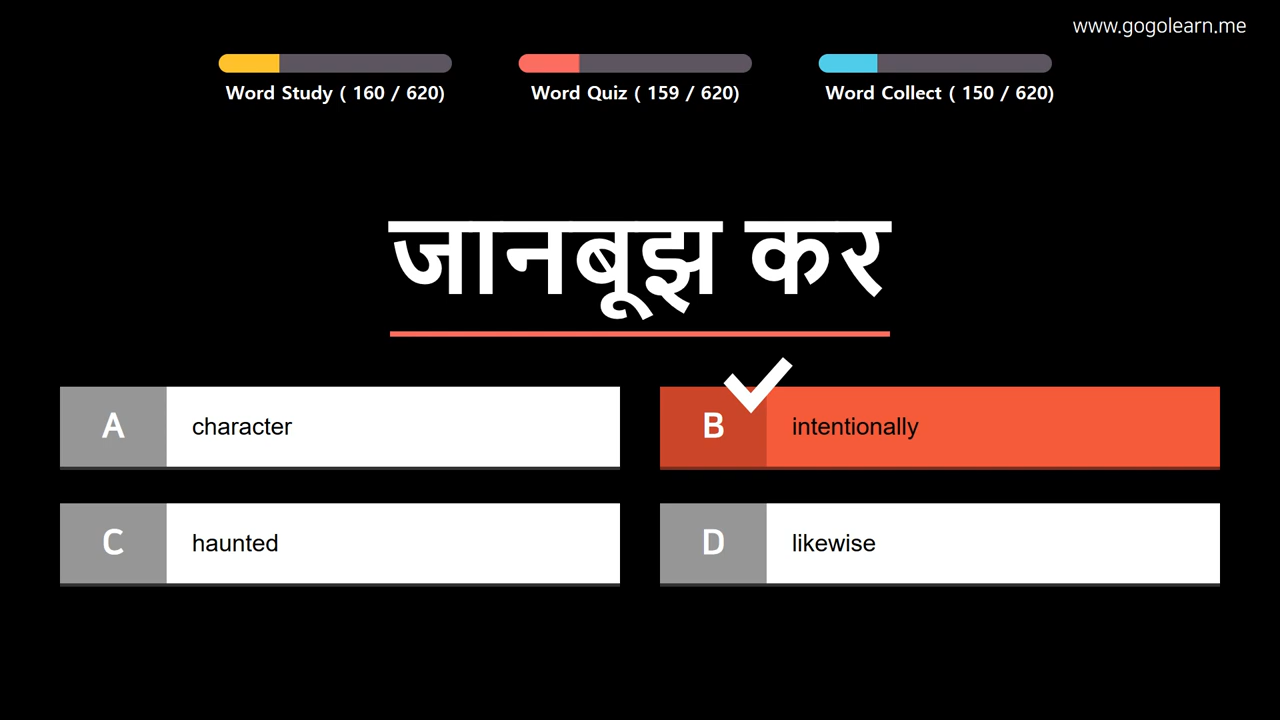 www.gogolearn.me
Word Study ( 160 / 620)
Word Quiz ( 159 / 620)
Word Collect ( 150 / 620)
जानबूझ कर
A character
B intentionally
C haunted
D likewise